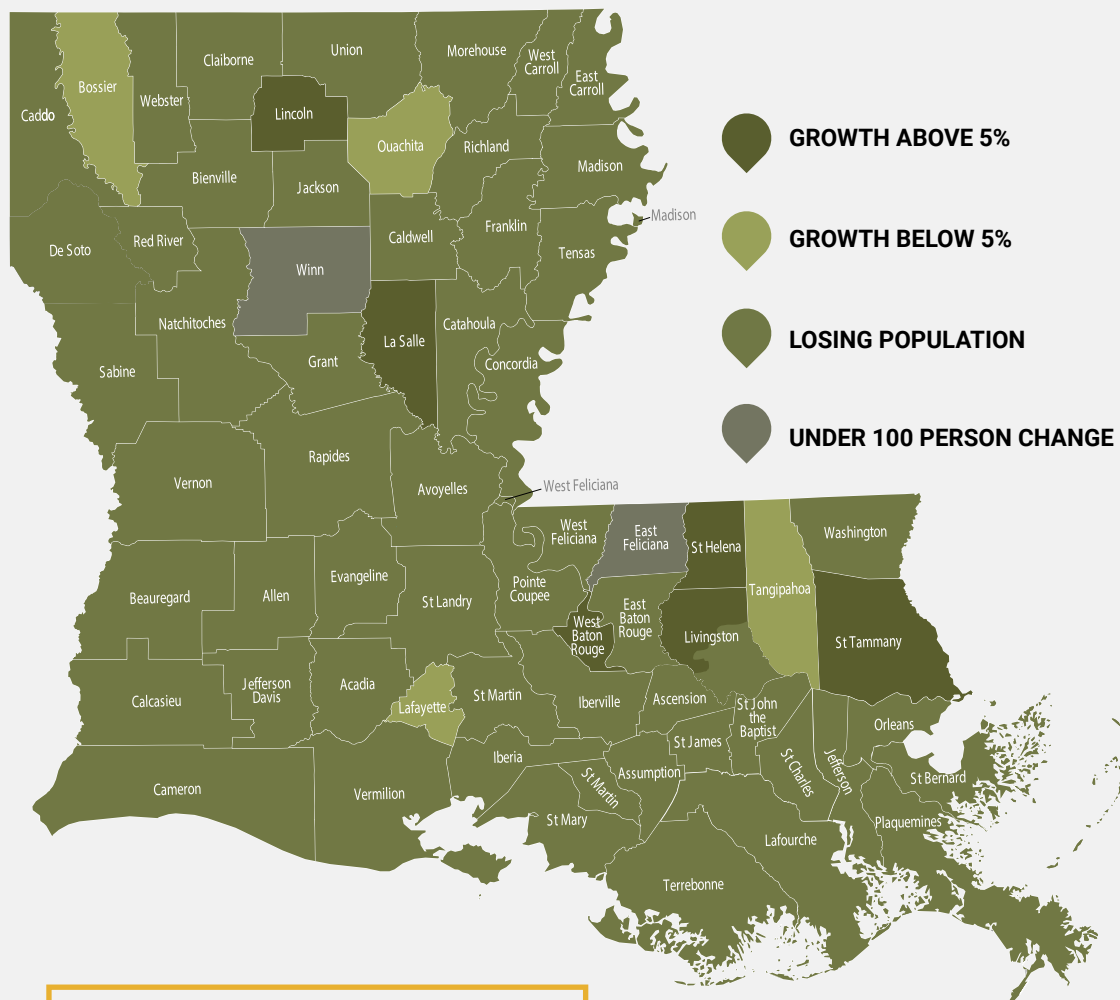 Union
Morehouse
West
Carroll
East
Carroll
Claiborne
Bossier
Webster
Caddo
Lincoln
Ouachita
Richland
Madison
Bienville
Jackson
Madison
Franklin
Caldwell
Red River
De Soto
Tensas
Winn
Natchitoches
Catahoula
La Salle
Grant
Concordia
Sabine
Rapides
Vernon
Avoyelles
West Feliciana
West
Feliciana
East
Feliciana
St Helena
Washington
Tangipahoa
Evangeline
Pointe
Coupee
Beauregard
Allen
St Landry
East
Baton
Rouge
West
Baton
Rouge
Livingston
St Tammany
Calcasieu
Jefferson
Davis
Acadia
Lafayette
St Martin
Iberville
Ascension
St John
the
Baptist
Orleans
St James
Iberia
Assumption
St Martin
St Charles
Jefferson
St Bernard
Cameron
Vermilion
St Mary
Plaquemines
Lafourche
Terrebonne
GROWTH ABOVE 5%
GROWTH BELOW 5%
LOSING POPULATION
UNDER 100 PERSON CHANGE